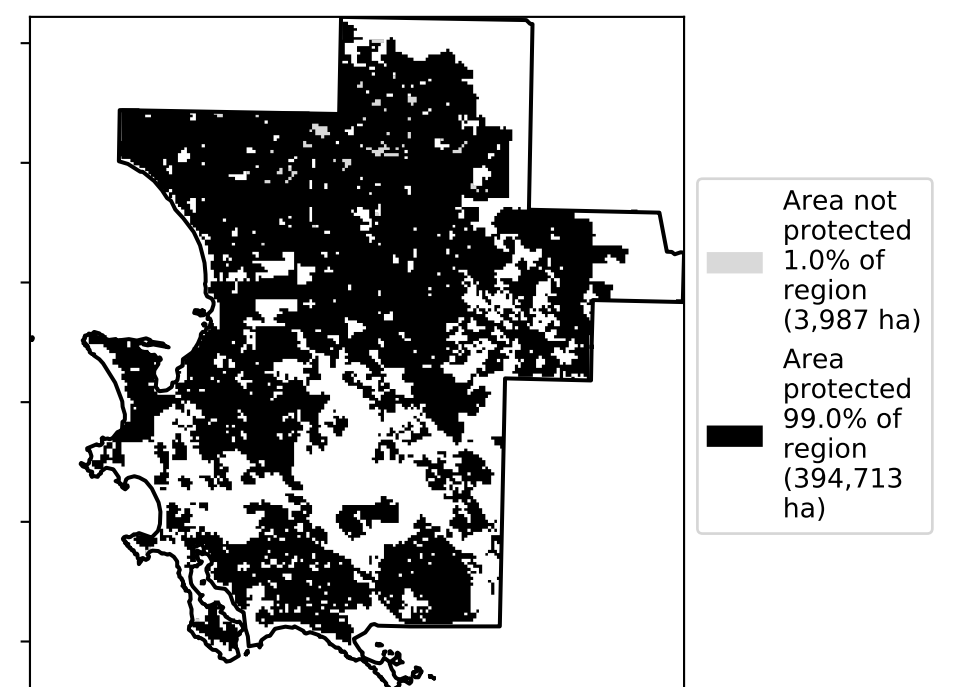 Area not
protected
1.0% of
region
(3,987 ha)
Area
protected
99.0% of
region
(394,713
ha)